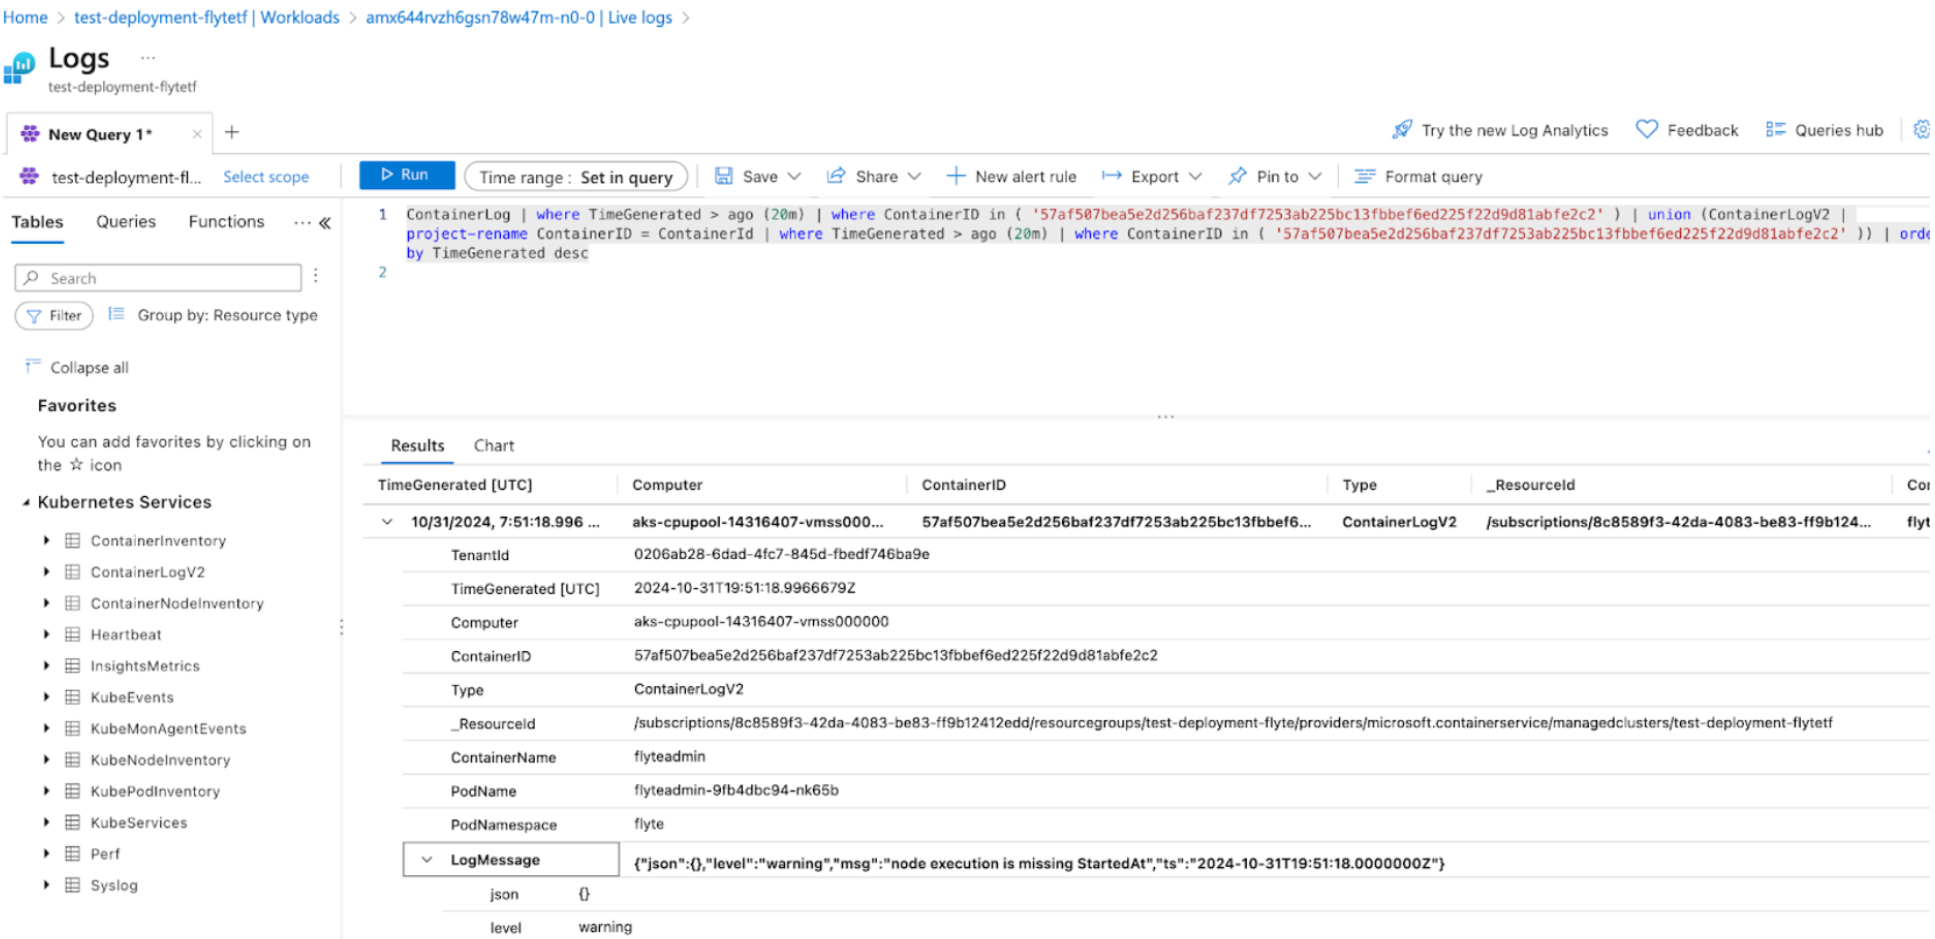 Home > test-deployment-flytetf | Workloads > amx644rvzh6gsn78w47m-n0-0 | Live logs >
Logs ...
test-deployment-flytetf
New Query 1* × +
Try the new Log Analytics Feedback Queries hub
test-deployment-fl... Select scope
Run Time range : Set in query Save Share New alert rule Export Pin to Format query
Tables Queries Functions ... «
Search
Filter Group by: Resource type
Collapse all
Favorites
You can add favorites by clicking on
the ☆ icon
Kubernetes Services
ContainerInventory
ContainerLogV2
ContainerNodeInventory
Heartbeat
InsightsMetrics
KubeEvents
KubeMonAgentEvents
KubeNodeInventory
KubePodInventory
KubeServices
Perf
Syslog
1 ContainerLog | where TimeGenerated > ago (20m) | where ContainerID in ( '57af507bea5e2d256baf237df7253ab225bc13fbbef6ed225f22d9d81abfe2c2' ) | union (ContainerLogV2 |
project-rename ContainerID = ContainerId | where TimeGenerated > ago (20m) | where ContainerID in ( '57af507bea5e2d256baf237df7253ab225bc13fbbef6ed225f22d9d81abfe2c2' )) | orde
by TimeGenerated desc
2
...
Results Chart
TimeGenerated [UTC] Computer ContainerID Type _ResourceId Co
10/31/2024, 7:51:18.996 ... aks-cpupool-14316407-vmss000... 57af507bea5e2d256baf237df7253ab225bc13fbbef6... ContainerLogV2 /subscriptions/8c8589f3-42da-4083-be83-ff9b124... flyt
TenantId 0206ab28-6dad-4fc7-845d-fbedf746ba9e
TimeGenerated [UTC] 2024-10-31T19:51:18.9966679Z
Computer aks-cpupool-14316407-vmss000000
ContainerID 57af507bea5e2d256baf237df7253ab225bc13fbbef6ed225f22d9d81abfe2c2
Type ContainerLogV2
_ResourceId /subscriptions/8c8589f3-42da-4083-be83-ff9b12412edd/resourcegroups/test-deployment-flyte/providers/microsoft.containerservice/managedclusters/test-deployment-flytetf
ContainerName flyteadmin
PodName flyteadmin-9fb4dbc94-nk65b
PodNamespace flyte
LogMessage {"json":{},"level":"warning","msg":"node execution is missing StartedAt","ts":"2024-10-31T19:51:18.0000000Z"}
json {}
level warning